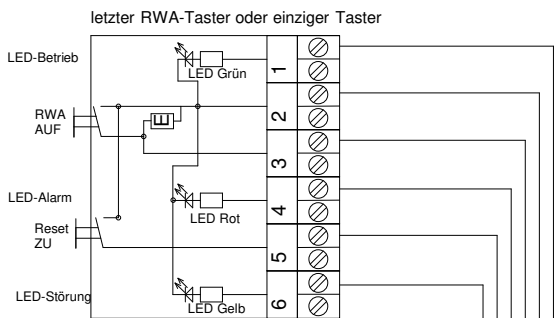 letzter RWA-Taster oder einziger Taster
LED-Betrieb
LED Grün
1
RWA
AUF
E
2
3
LED-Alarm
LED Rot
4
Reset
ZU
5
LED-Störung
LED Gelb
6